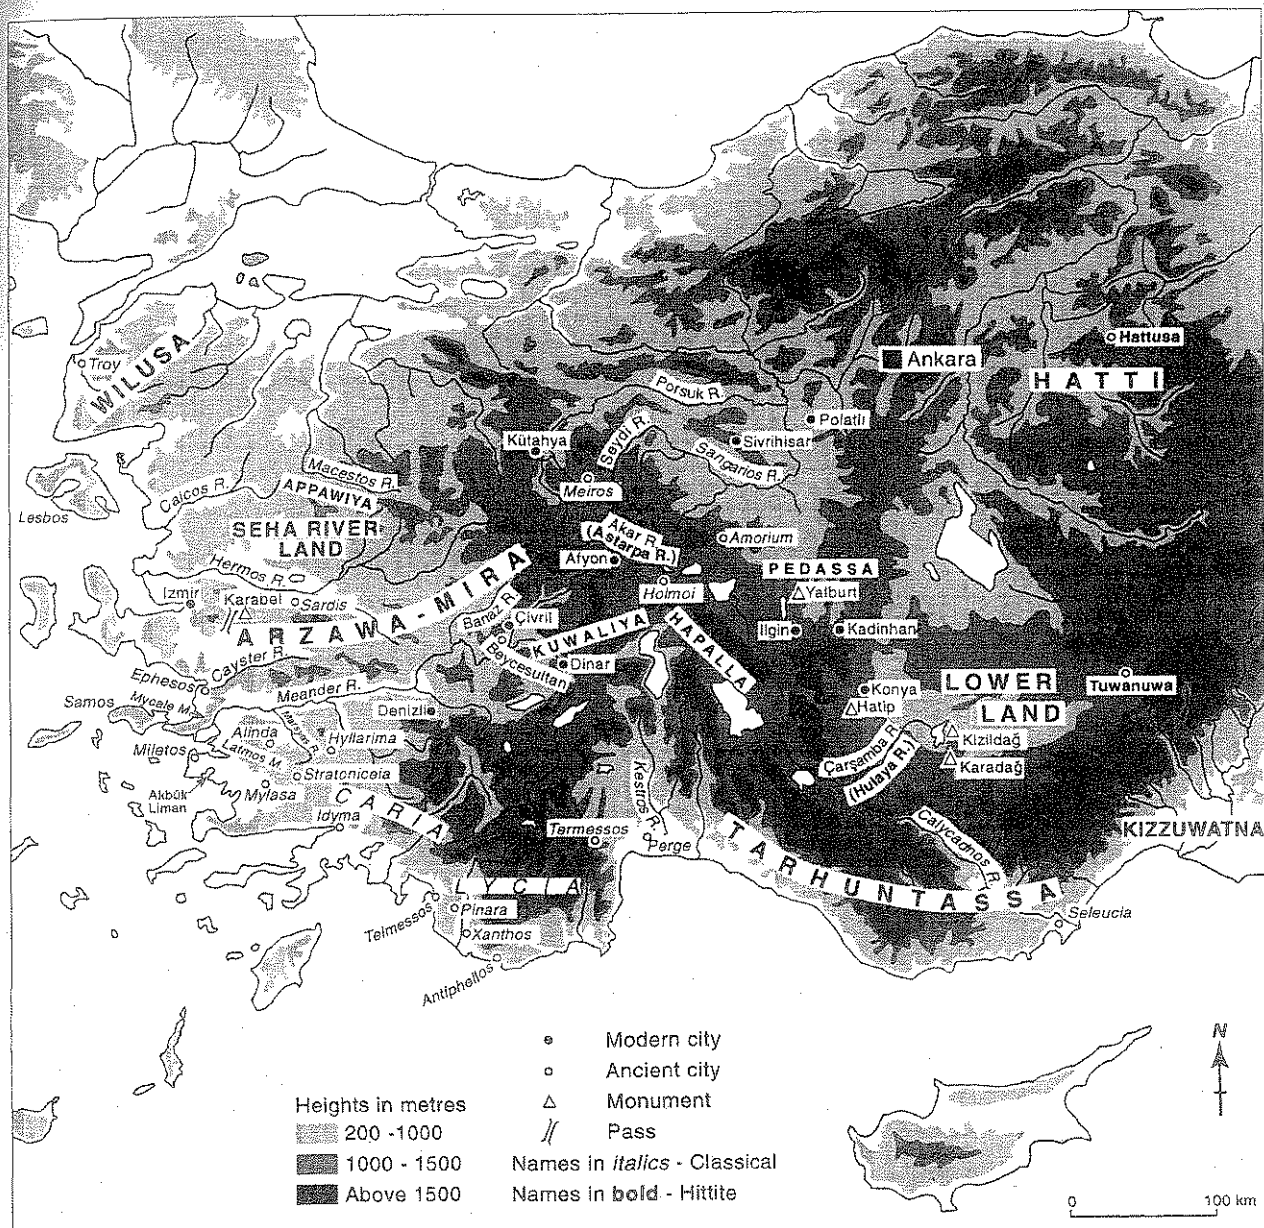 Troy
WILUSA
Hattusa
Ankara
HATTI
Porsuk R.
Polatlı
Kütahya
Seydi R.
Sivrihisar
Sangarios R.
Macestos R.
Meiros
Caicos R.
APPAWIYA
Lesbos
SEHA RIVER
LAND
Akar R.
(Astarpa R.)
Amorium
Afyon
PEDASSA
Hermos R.
Holmoi
Yalburt
Izmir
Karabel
Sardis
ARZAWA-MIRA
Banaz R.
Çivril
KUWALIYA
HAPALLA
Ilgin
Kadinhan
Beycesultan
Cayster R.
Dinar
Ephesos
Meander R.
Konya
LOWER
LAND
Tuwanuwa
Samos
Mycale M.
Denizli
Hatip
Alinda
Marsyas R.
Hyllarima
Kizildağ
Miletos
Latmos M.
Çarşamba R.
(Hulaya R.)
Karadağ
Stratoniceia
Kestros R.
Akbük
Liman
Mylasa
CARIA
Idyma
Termessos
Perge
TARHUNTASSA
Calycadnos R.
KIZZUWATNA
LYCIA
Telmessos
Pinara
Xanthos
Seleucia
Antiphellos
N
Modern city
Ancient city
Heights in metres
Monument
200 -1000
Pass
1000 - 1500
Names in italics - Classical
Above 1500
Names in bold - Hittite
0 100 km